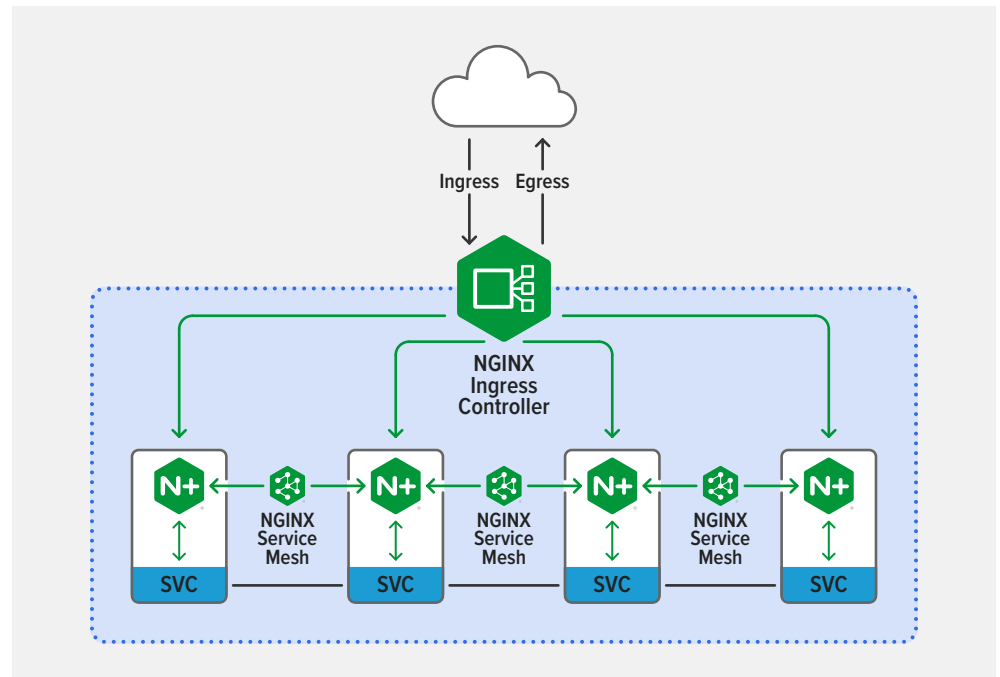 Ingress Egress
NGINX
Ingress
Controller
N+ N+ N+ N+
NGINX
Service
Mesh
NGINX
Service
Mesh
NGINX
Service
Mesh
SVC SVC SVC SVC